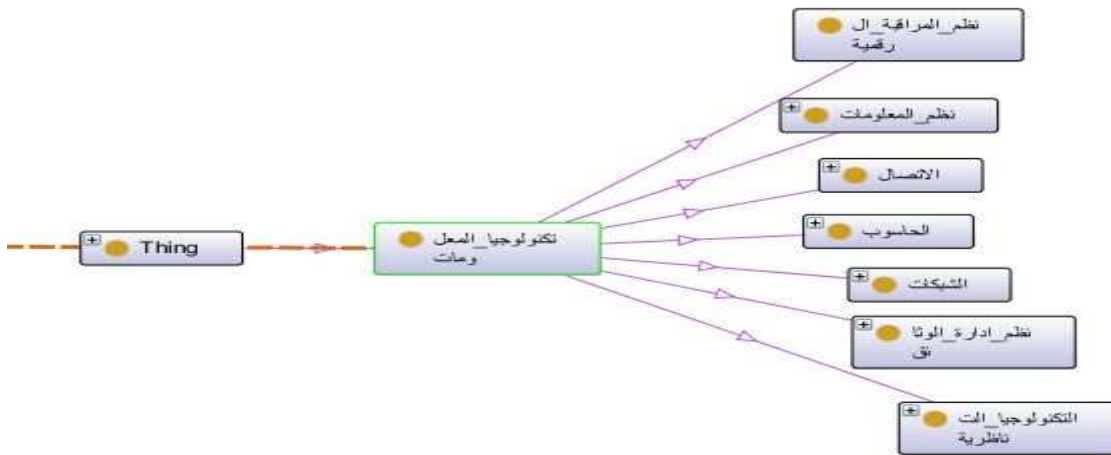 نظم_المراقبة_ال
رقمية
نظم_المعلومات
الاتصال
Thing
تكنولوجيا_المعل
ومات
الحاسوب
الشبكات
نظم_ادارة_الوثا
ئق
التكنولوجيا_الت
ناظرية